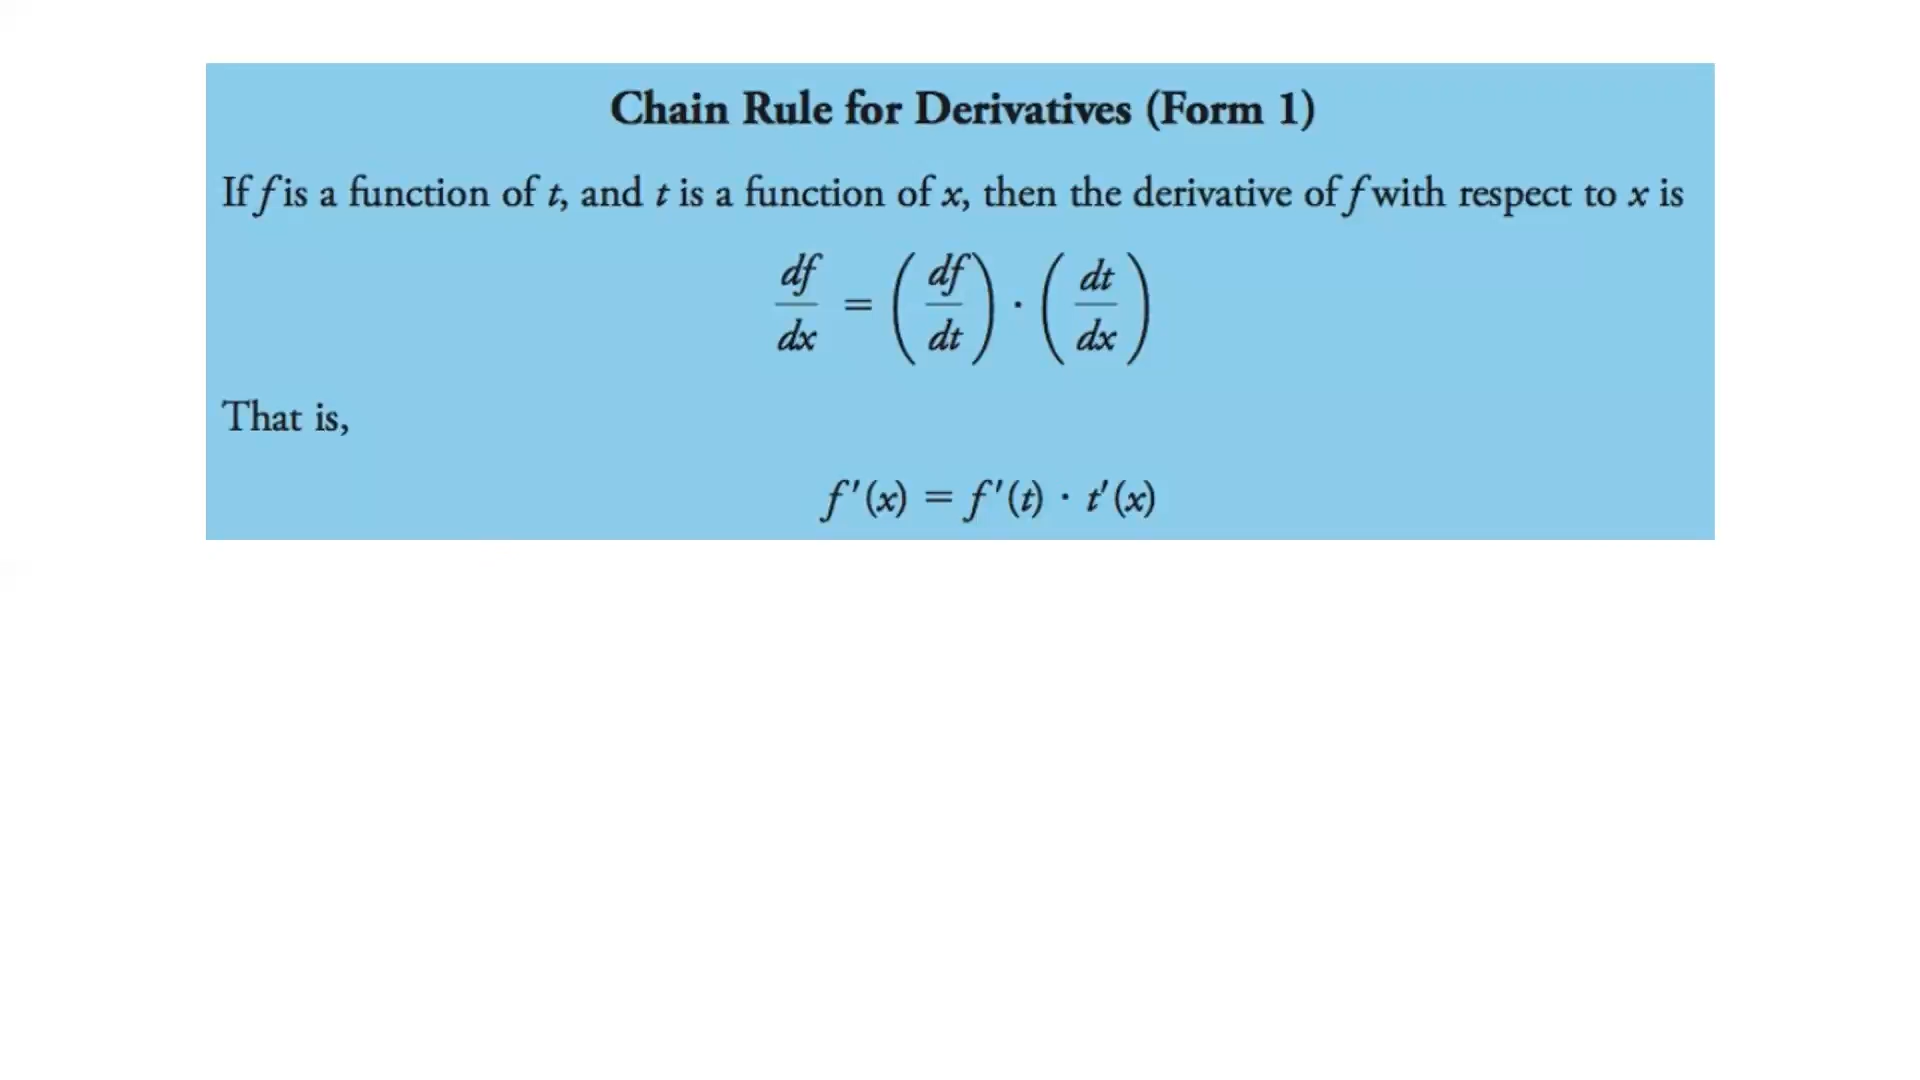 Chain Rule for Derivatives (Form 1)
If f is a function of t, and t is a function of x, then the derivative of f with respect to x is
df/dx = (df/dt) · (dt/dx)
That is,
f′(x) = f′(t) · t′(x)